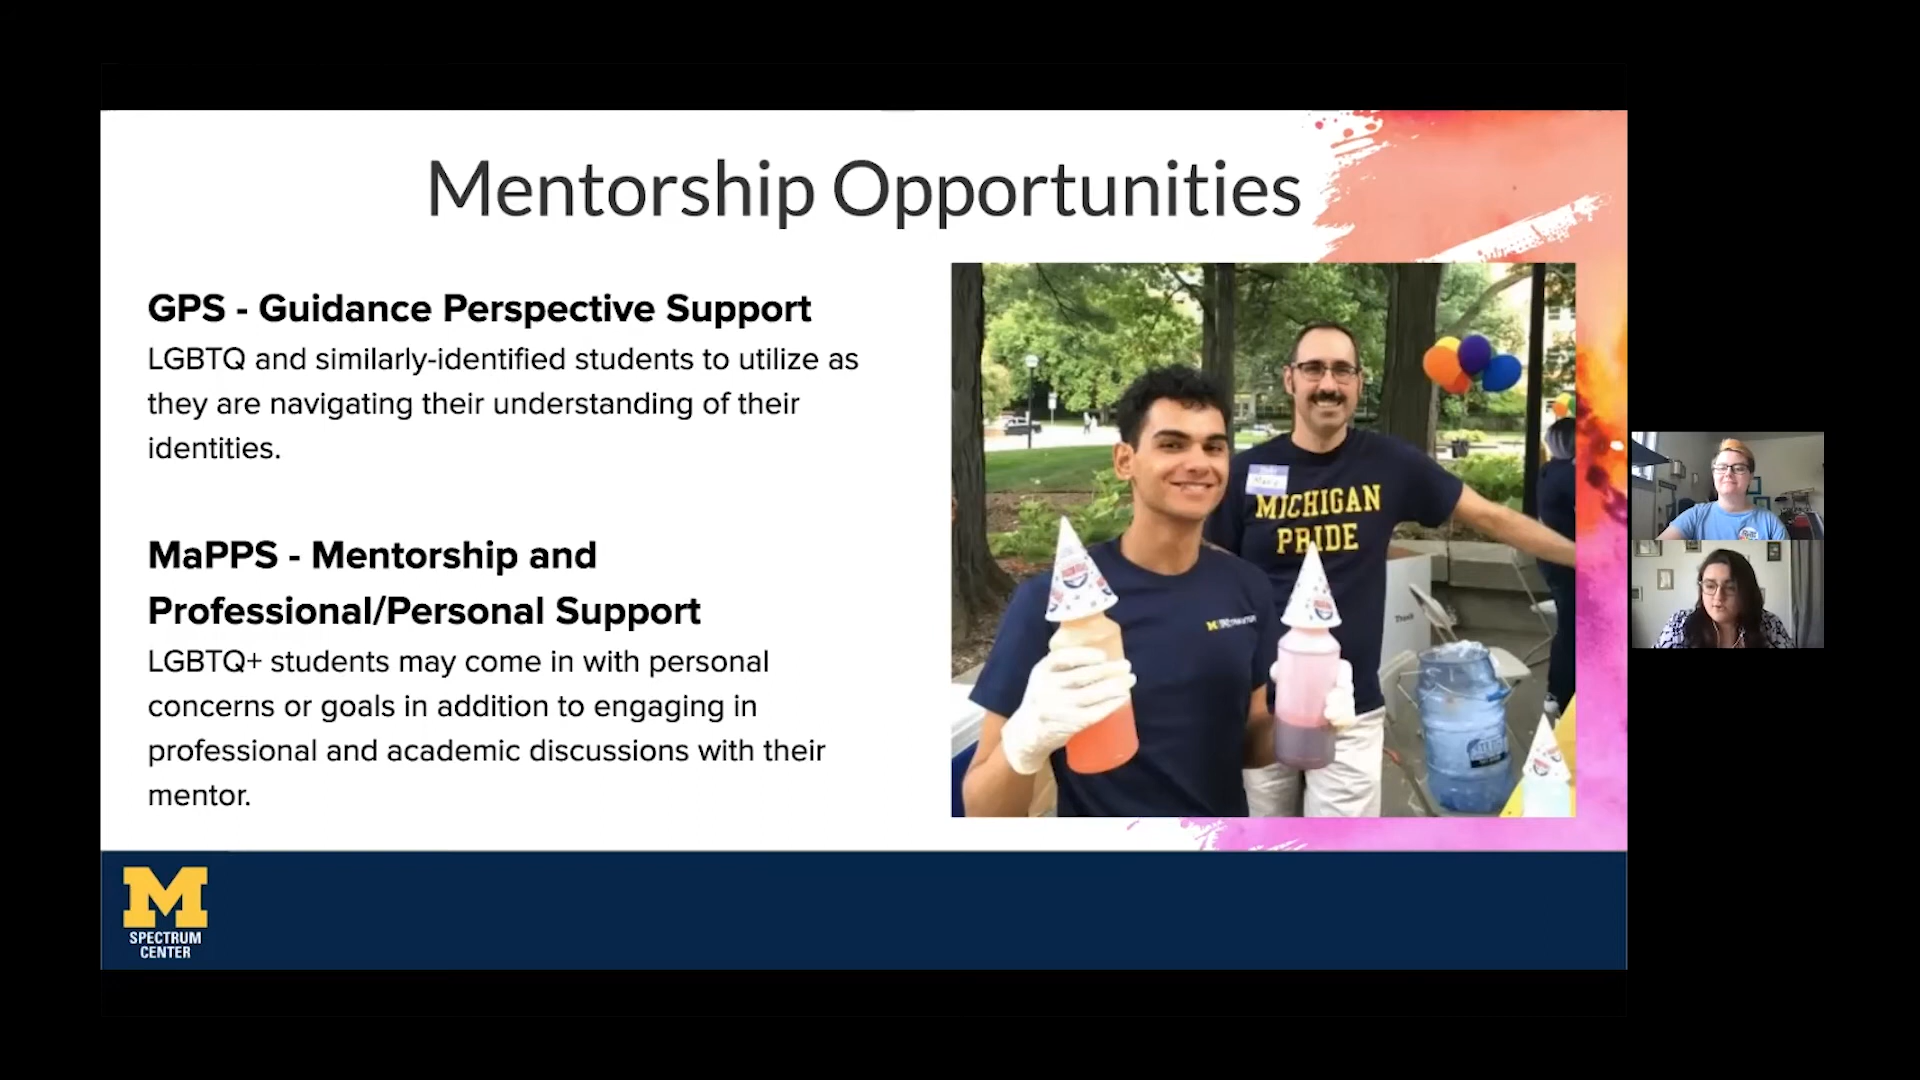 Mentorship Opportunities
GPS - Guidance Perspective Support
LGBTQ and similarly-identified students to utilize as
they are navigating their understanding of their
identities.
MaPPS - Mentorship and
Professional/Personal Support
LGBTQ+ students may come in with personal
concerns or goals in addition to engaging in
professional and academic discussions with their
mentor.
MICHIGAN
PRIDE
M
SPECTRUM
CENTER